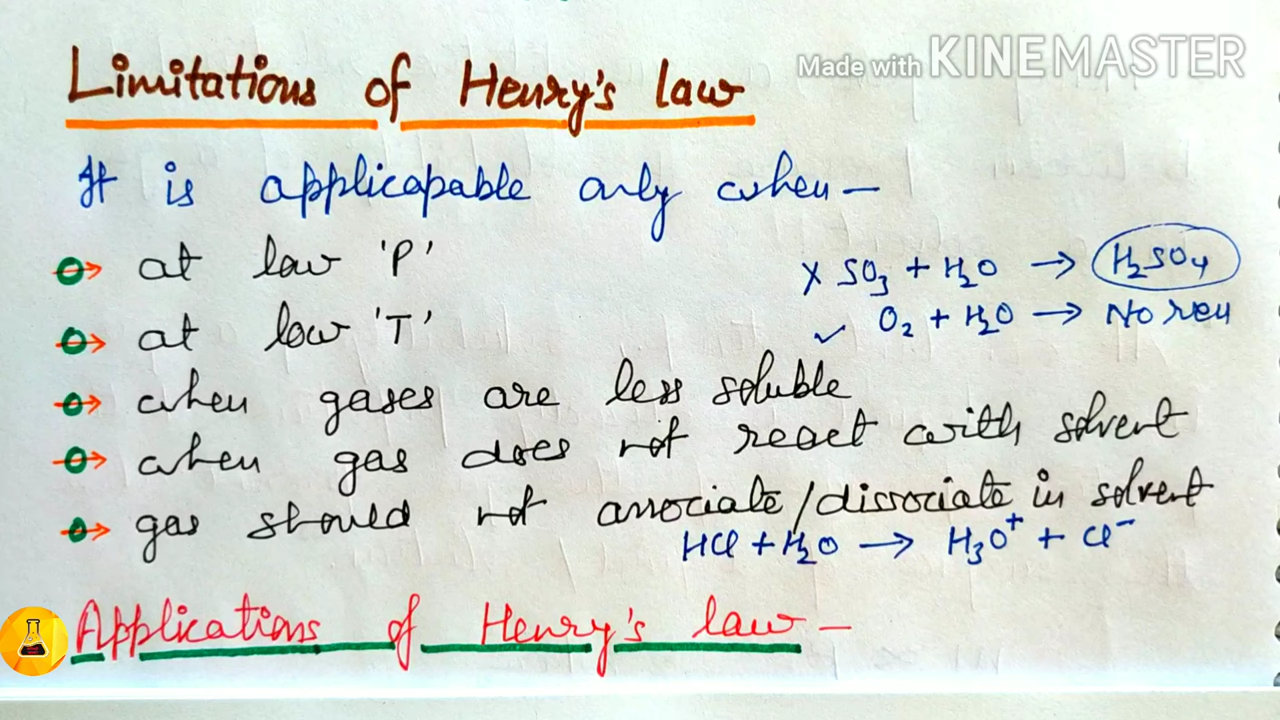 Limitations of Henry's law
Made with KINEMASTER
It is applicapable only when –
at low 'P'
x SO₃ + H₂O → H₂SO₄
at low 'T'
✓ O₂ + H₂O → No rxn
when gases are less soluble
when gas does not react with solvent
gas should not associate/dissociate in solvent
HCl + H₂O → H₃O⁺ + Cl⁻
Applications of Henry's law –